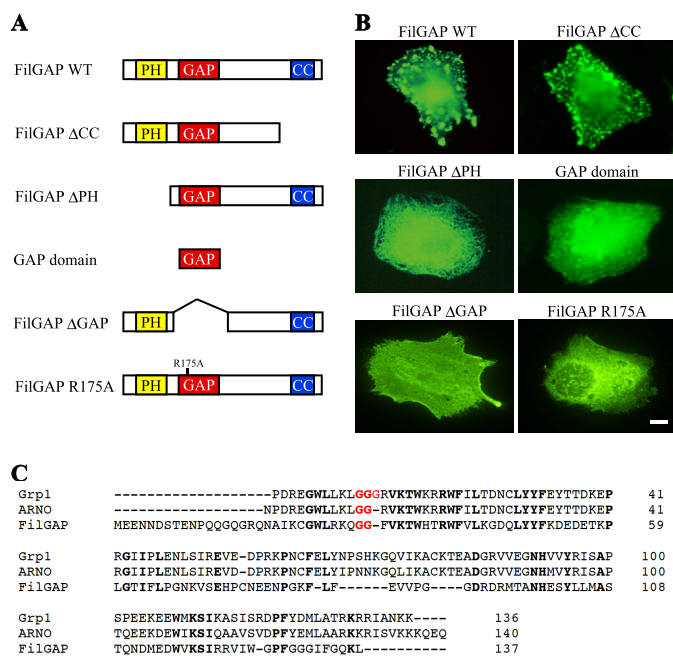 A
FilGAP WT
PH GAP CC
FilGAP ΔCC
PH GAP
FilGAP ΔPH
GAP CC
GAP domain
GAP
FilGAP ΔGAP
PH CC
R175A
FilGAP R175A
PH GAP CC
B
FilGAP WT FilGAP ΔCC
FilGAP ΔPH GAP domain
FilGAP ΔGAP FilGAP R175A
C
Grp1 -------------------PDREGWLLKLGGGRVKTWKRRWFILTDNCLYYFEYTTDKEP 41
ARNO -------------------PDREGWLLKLGG-RVKTWKRRWFILTDNCLYYFEYTTDKEP 41
FilGAP MEENNDSTENPQQGQGRQNAIKCGWLRKQGG-FVKTWHTRWFVLKGDQLYYFKDEDETKP 59
Grp1 RGIIPLENLSIREVE-DPRKPNCFELYNPSHKGQVIKACKTEADGRVVEGNHVVYRISAP 100
ARNO RGIIPLENLSIREVD-DPRKPNCFELYIPNNKGQLIKACKTEADGRVVEGNHMVYRISAP 100
FilGAP LGTIFLPGNKVSEHPCNEENPGKF-LF------EVVPG----GDRDRMTANHESYLLMAS 108
Grp1 SPEEKEEWMKSIKASISRDPFYDMLATRKRRIANKK---- 136
ARNO TQEEKDEWIKSIQAAVSVDPFYEMLAARKKRISVKKKQEQ 140
FilGAP TQNDMEDWVKSIRRVIW-GPFGGGIFGQKL---------- 137